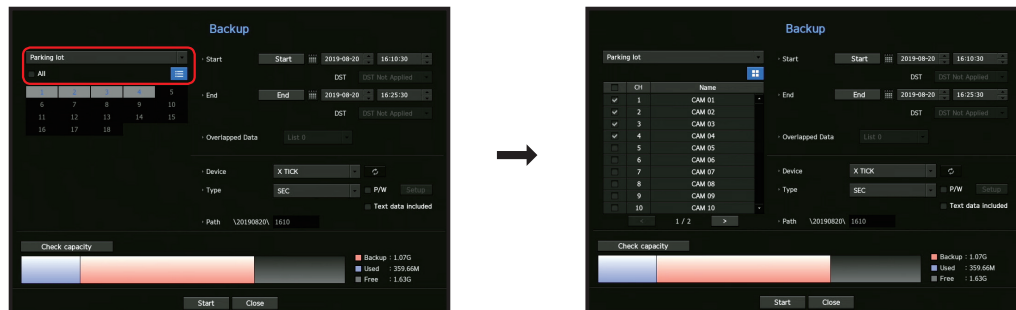 Backup
Parking lot
All
1 2 3 4 5
6 7 8 9 10
11 12 13 14 15
16 17 18
Start Start 2019-08-20 16:10:30
DST DST Not Applied
End End 2019-08-20 16:25:30
DST DST Not Applied
Overlapped Data List 0
Device X TICK
Type SEC P/W Setup
Text data included
Path \20190820\ 1610
Check capacity
Backup : 1.07G
Used : 359.66M
Free : 1.63G
Start Close
Backup
Parking lot
CH Name
1 CAM 01
2 CAM 02
3 CAM 03
4 CAM 04
5 CAM 05
6 CAM 06
7 CAM 07
8 CAM 08
9 CAM 09
10 CAM 10
< 1 / 2 >
Start Start 2019-08-20 16:10:30
DST DST Not Applied
End End 2019-08-20 16:25:30
DST DST Not Applied
Overlapped Data List 0
Device X TICK
Type SEC P/W Setup
Text data included
Path \20190820\ 1610
Check capacity
Backup : 1.07G
Used : 359.66M
Free : 1.63G
Start Close